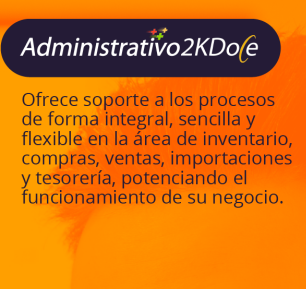 Administrativo2KDoce
Ofrece soporte a los procesos
de forma integral, sencilla y
flexible en la área de inventario,
compras, ventas, importaciones
y tesorería, potenciando el
funcionamiento de su negocio.